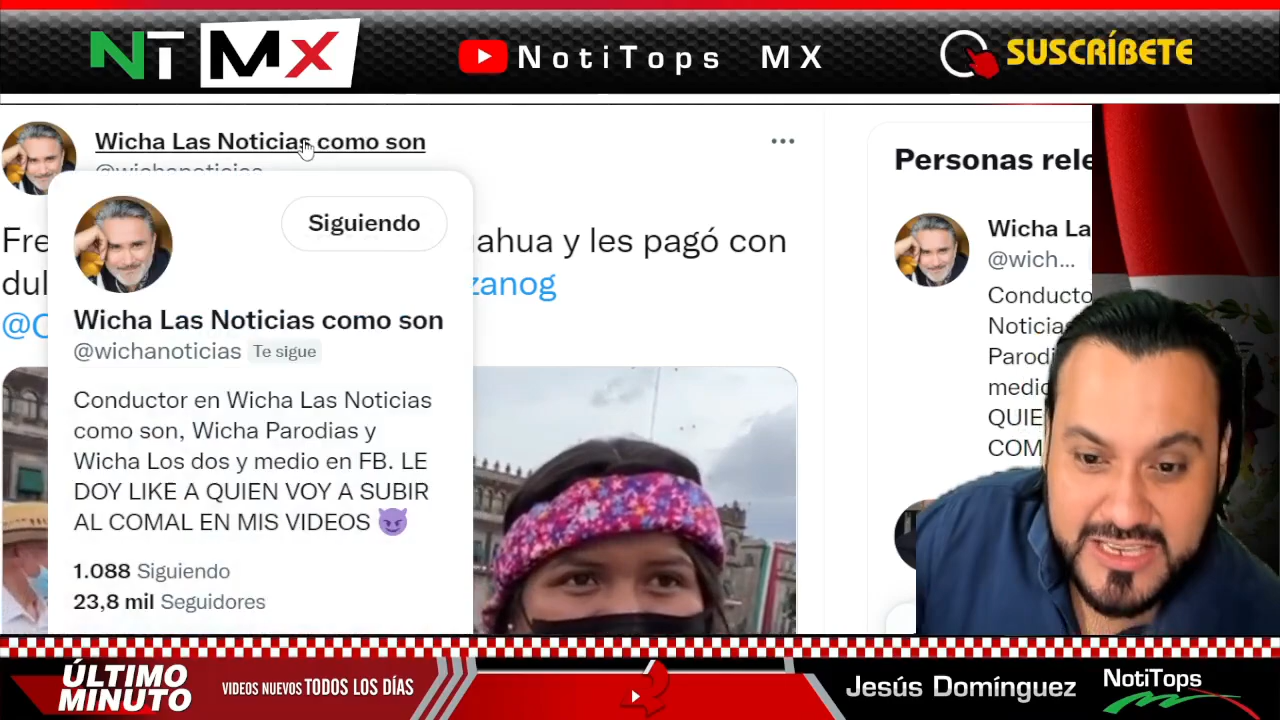 NT MX
NotiTops MX
SUSCRÍBETE
Wicha Las Noticias como son
@wichanoticias
Fre
ahua y les pagó con
dul
zanog
@C
Siguiendo
Wicha Las Noticias como son
@wichanoticias Te sigue
Conductor en Wicha Las Noticias
como son, Wicha Parodias y
Wicha Los dos y medio en FB. LE
DOY LIKE A QUIEN VOY A SUBIR
AL COMAL EN MIS VIDEOS 😈
1.088 Siguiendo
23,8 mil Seguidores
Personas rele
Wicha La
@wich...
Conducto
Noticias
Parodi
medio
QUIE
COM
ÚLTIMO
MINUTO
VIDEOS NUEVOS TODOS LOS DÍAS
Jesús Domínguez
NotiTops